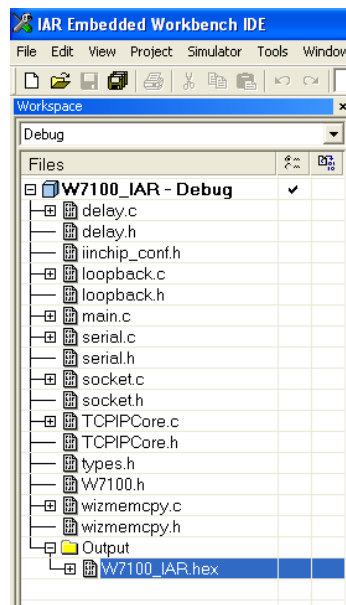 IAR Embedded Workbench IDE
File Edit View Project Simulator Tools Window
Workspace
Debug
Files
W7100_IAR - Debug
delay.c
delay.h
iinchip_conf.h
loopback.c
loopback.h
main.c
serial.c
serial.h
socket.c
socket.h
TCPIPCore.c
TCPIPCore.h
types.h
W7100.h
wizmemcpy.c
wizmemcpy.h
Output
W7100_IAR.hex